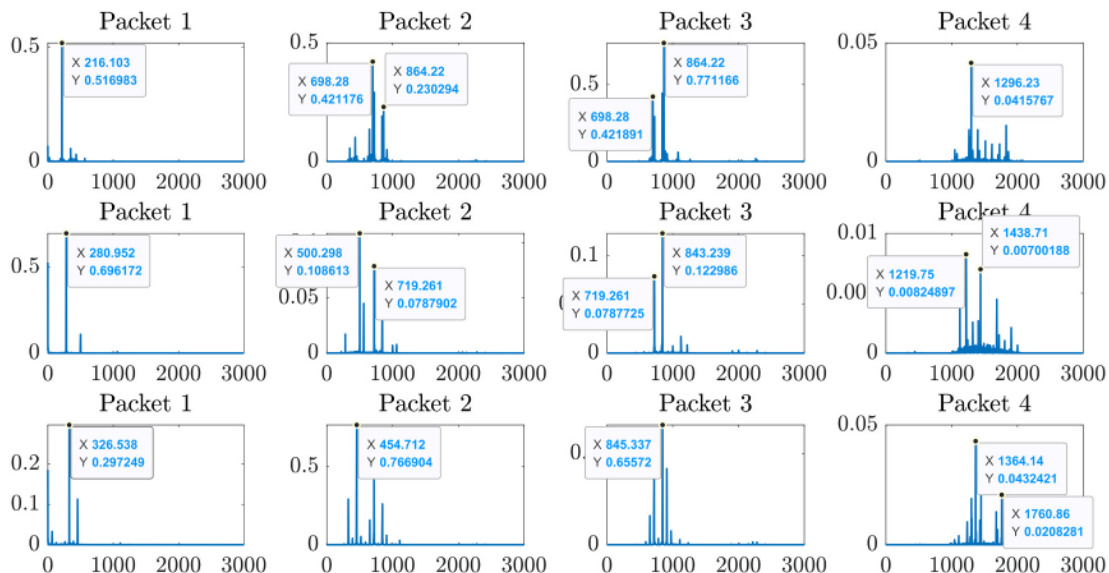 Packet 1
0.5
0
X 216.103
Y 0.516983
0 1000 2000 3000
Packet 2
0.5
0
X 698.28
Y 0.421176
X 864.22
Y 0.230294
0 1000 2000 3000
Packet 3
0.5
0
X 864.22
Y 0.771166
X 698.28
Y 0.421891
0 1000 2000 3000
Packet 4
0.05
0
X 1296.23
Y 0.0415767
0 1000 2000 3000
Packet 1
0.5
0
X 280.952
Y 0.696172
0 1000 2000 3000
Packet 2
0.05
0
X 500.298
Y 0.108613
X 719.261
Y 0.0787902
0 1000 2000 3000
Packet 3
0.1
0
X 843.239
Y 0.122986
X 719.261
Y 0.0787725
0 1000 2000 3000
Packet 4
0.01
0
X 1438.71
Y 0.00700188
X 1219.75
Y 0.00824897
0 1000 2000 3000
Packet 1
0.2
0.1
0
X 326.538
Y 0.297249
0 1000 2000 3000
Packet 2
0.5
0
X 454.712
Y 0.766904
0 1000 2000 3000
Packet 3
0
X 845.337
Y 0.65572
0 1000 2000 3000
Packet 4
0.05
0
X 1364.14
Y 0.0432421
X 1760.86
Y 0.0208281
0 1000 2000 3000